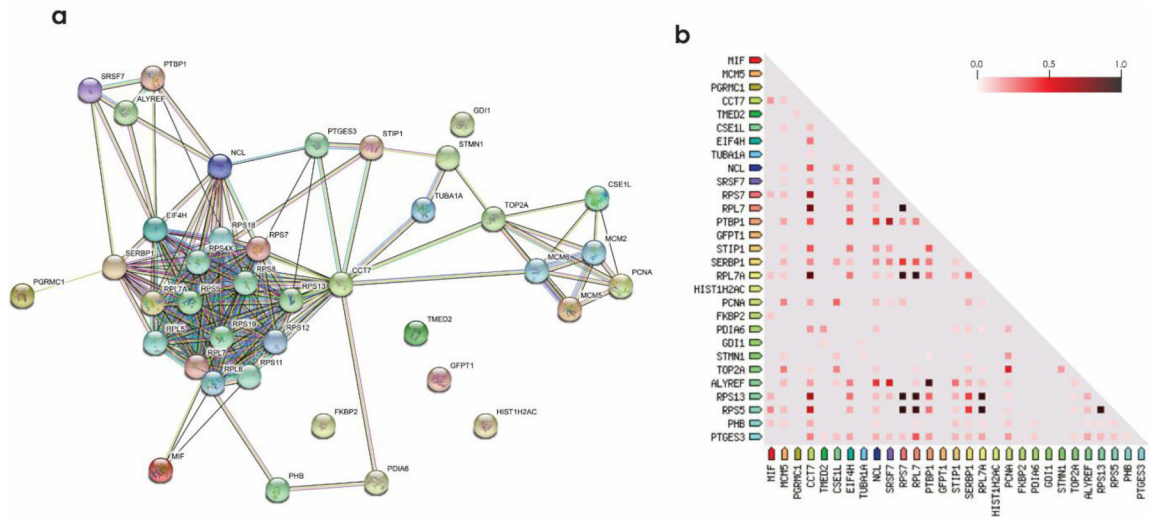 a
b
PTBP1
SRSF7
ALYREF
GDI1
PTGES3
STIP1
STMN1
NCL
CSE1L
TUBA1A
EIF4H
TOP2A
RPS18
RPS7
MCM2
SERBP1
RPS4X
MCM6
PCNA
RPS8
CCT7
PGRMC1
RPL7A
RPS5
RPS13
MCM5
RPS19
RPS12
TMED2
RPL5
RPL7
RPL8
RPS11
GFPT1
FKBP2
HIST1H2AC
MIF
PHB
PDIA6
0.0 0.5 1.0
MIF
MCM5
PGRMC1
CCT7
TMED2
CSE1L
EIF4H
TUBA1A
NCL
SRSF7
RPS7
RPL7
PTBP1
GFPT1
STIP1
SERBP1
RPL7A
HIST1H2AC
PCNA
FKBP2
PDIA6
GDI1
STMN1
TOP2A
ALYREF
RPS13
RPS5
PHB
PTGES3
MIF
MCM5
PGRMC1
CCT7
TMED2
CSE1L
EIF4H
TUBA1A
NCL
SRSF7
RPS7
RPL7
PTBP1
GFPT1
STIP1
SERBP1
RPL7A
HIST1H2AC
PCNA
FKBP2
PDIA6
GDI1
STMN1
TOP2A
ALYREF
RPS13
RPS5
PHB
PTGES3